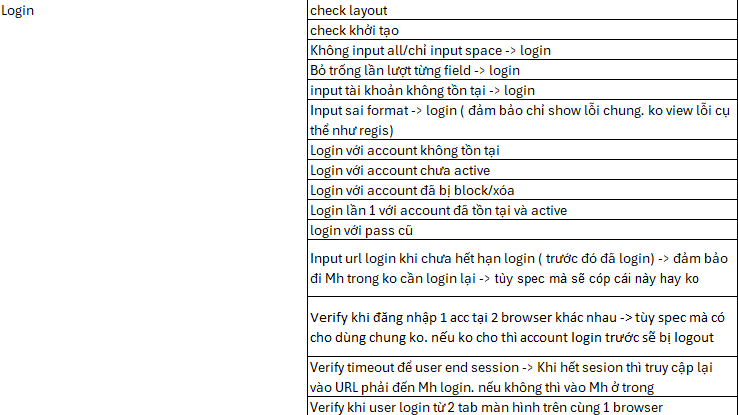 Login
check layout
check khởi tạo
Không input all/chỉ input space -> login
Bỏ trống lần lượt từng field -> login
input tài khoản không tồn tại -> login
Input sai format -> login ( đảm bảo chỉ show lỗi chung. ko view lỗi cụ
thể như regis)
Login với account không tồn tại
Login với account chưa active
Login với account đã bị block/xóa
Login lần 1 với account đã tồn tại và active
login với pass cũ
Input url login khi chưa hết hạn login ( trước đó đã login) -> đảm bảo
đi Mh trong ko cần login lại -> tùy spec mà sẽ cóp cái này hay ko
Verify khi đăng nhập 1 acc tại 2 browser khác nhau -> tùy spec mà có
cho dùng chung ko. nếu ko cho thì account login trước sẽ bị logout
Verify timeout để user end session -> Khi hết sesion thì truy cập lại
vào URL phải đến Mh login. nếu không thì vào Mh ở trong
Verify khi user login từ 2 tab màn hình trên cùng 1 browser